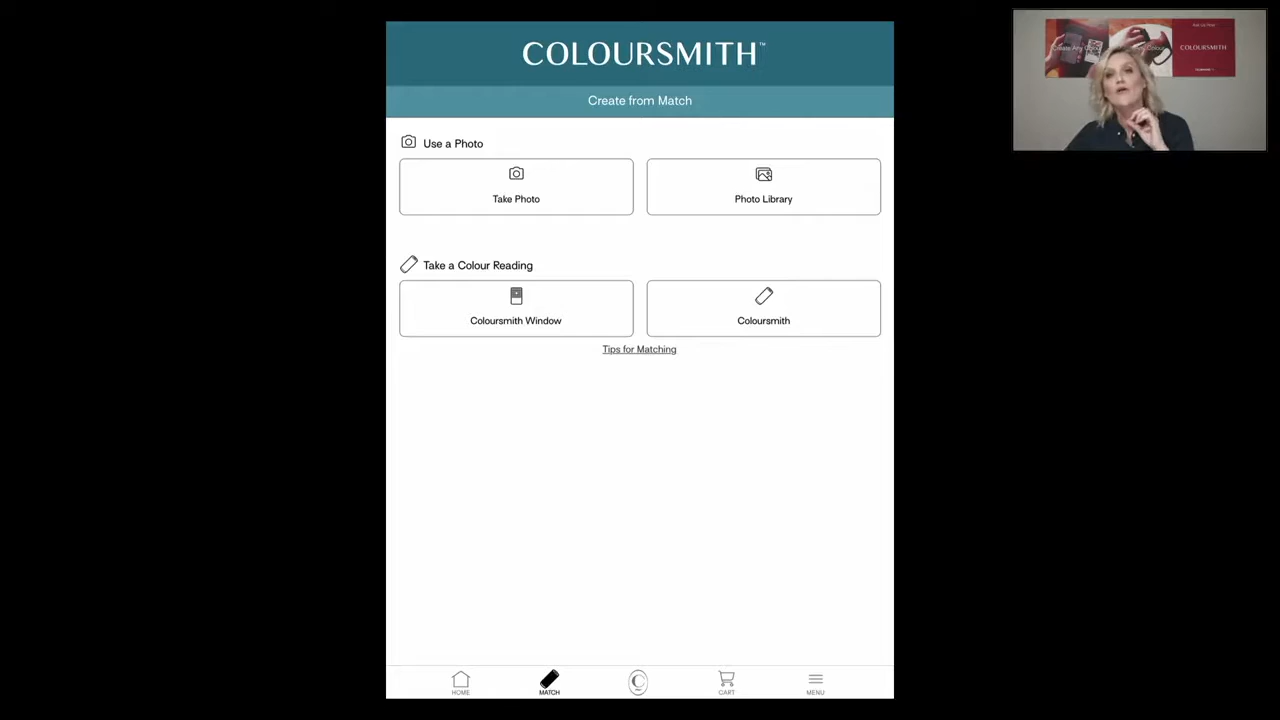 COLOURSMITH™
Create from Match
Use a Photo
Take Photo
Photo Library
Take a Colour Reading
Coloursmith Window
Coloursmith
Tips for Matching
HOME
MATCH
CART
MENU
COLOURSMITH